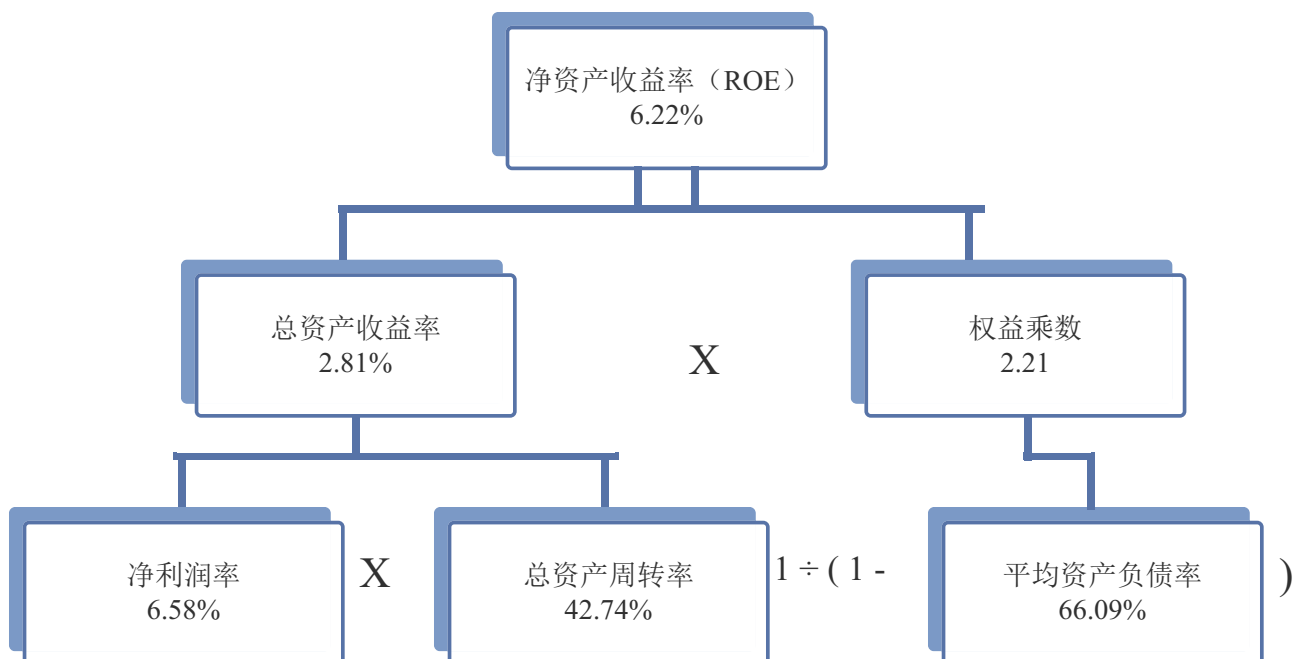 净资产收益率（ROE）
6.22%
总资产收益率
2.81%
X
权益乘数
2.21
净利润率
6.58%
X
总资产周转率
42.74%
1 ÷ ( 1 -
平均资产负债率
66.09%
)